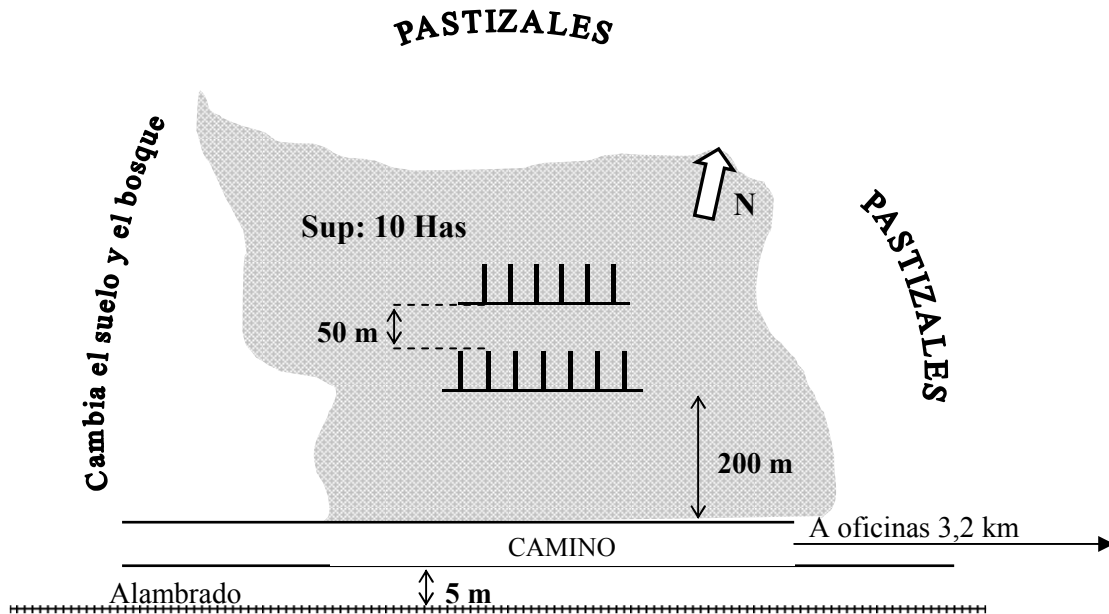 PASTIZALES
Cambia el suelo y el bosque
N
PASTIZALES
Sup: 10 Has
50 m
200 m
A oficinas 3,2 km
CAMINO
Alambrado
5 m